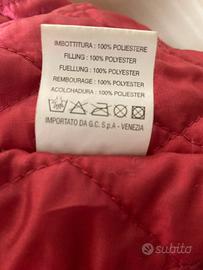 IMBOTTITURA : 100% POLIESTERE
FILLING : 100% POLYESTER
FUELLUNG : 100% POLYESTER
REMBOURAGE : 100% POLYESTER
ACOLCHADURA : 100% POLIESTER
IMPORTATO DA G.C. S.p.A - VENEZIA
subito